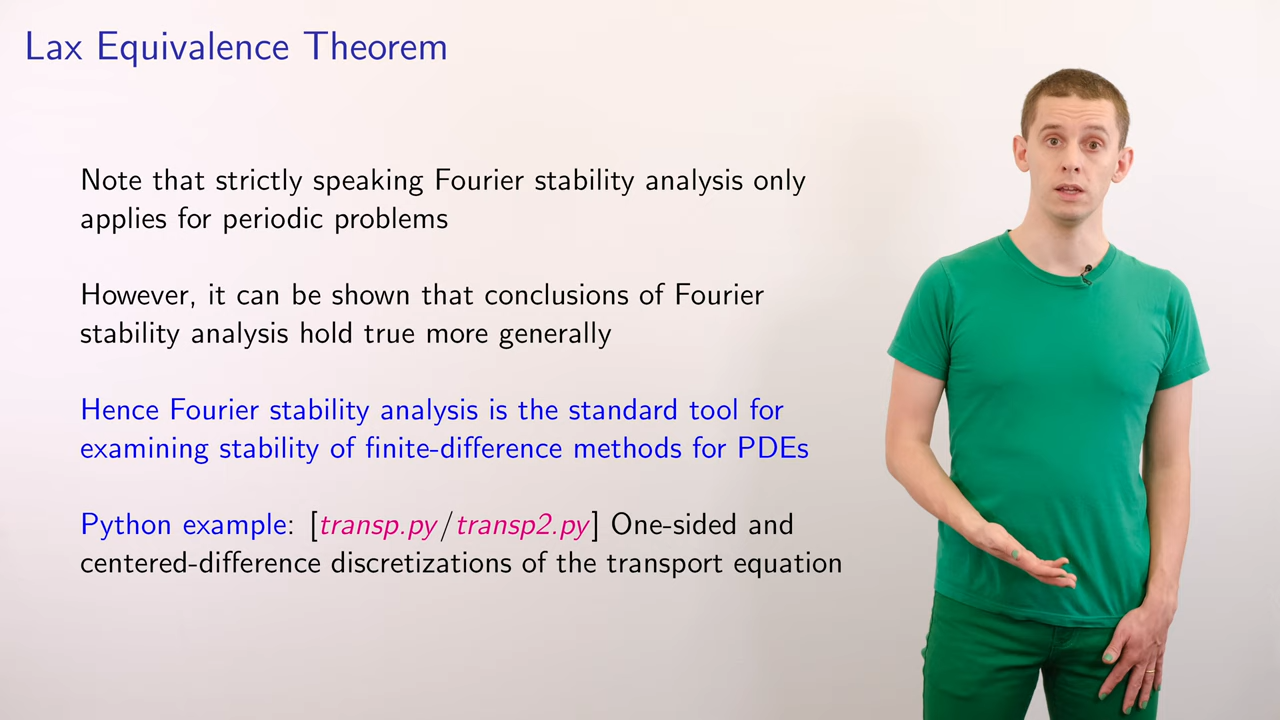 Lax Equivalence Theorem
Note that strictly speaking Fourier stability analysis only
applies for periodic problems
However, it can be shown that conclusions of Fourier
stability analysis hold true more generally
Hence Fourier stability analysis is the standard tool for
examining stability of finite-difference methods for PDEs
Python example: [transp.py/transp2.py] One-sided and
centered-difference discretizations of the transport equation